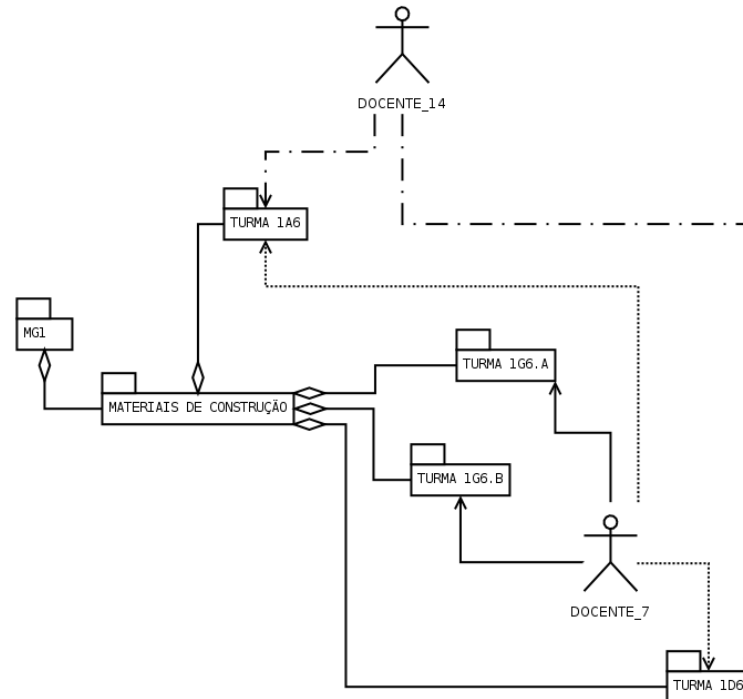 DOCENTE_14
TURMA 1A6
MG1
TURMA 1G6.A
MATERIAIS DE CONSTRUÇÃO
TURMA 1G6.B
DOCENTE_7
TURMA 1D6